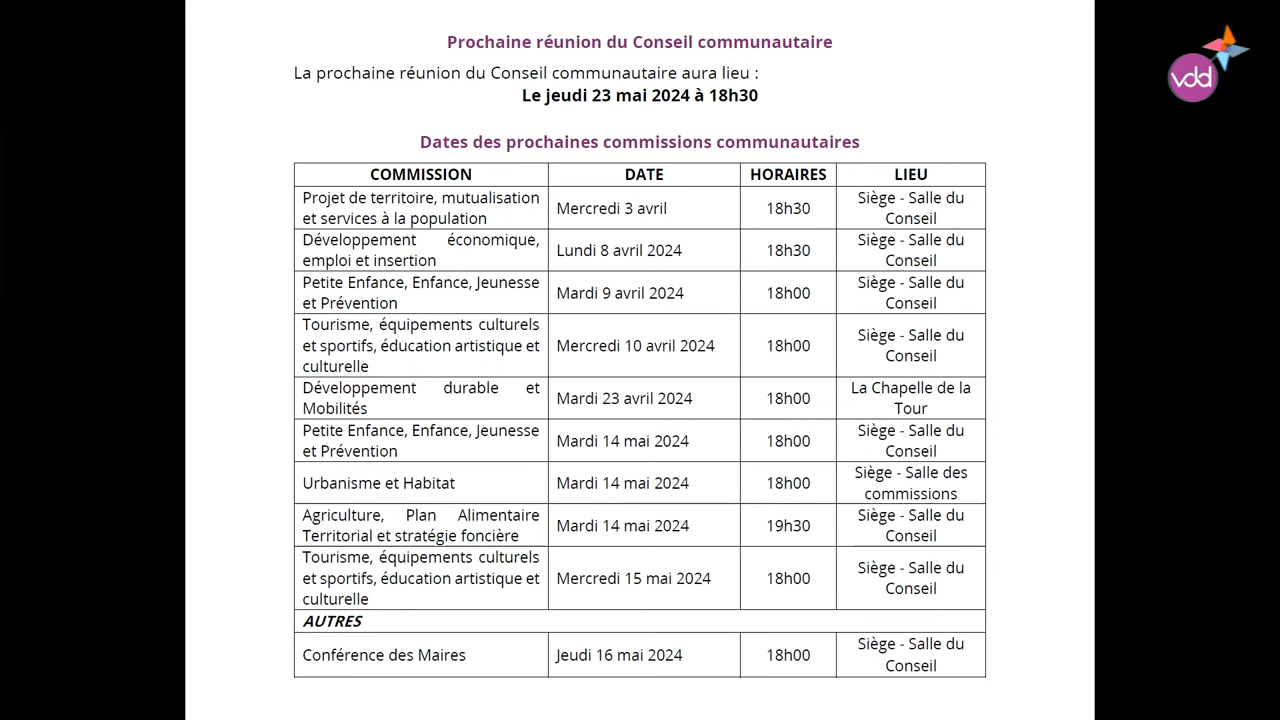 Prochaine réunion du Conseil communautaire
La prochaine réunion du Conseil communautaire aura lieu :
Le jeudi 23 mai 2024 à 18h30
vdd
Dates des prochaines commissions communautaires
COMMISSION DATE HORAIRES LIEU
Projet de territoire, mutualisation
et services à la population
Mercredi 3 avril
18h30
Siège - Salle du
Conseil
Développement économique,
emploi et insertion
Lundi 8 avril 2024
18h30
Siège - Salle du
Conseil
Petite Enfance, Enfance, Jeunesse
et Prévention
Mardi 9 avril 2024
18h00
Siège - Salle du
Conseil
Tourisme, équipements culturels
et sportifs, éducation artistique et
culturelle
Mercredi 10 avril 2024
18h00
Siège - Salle du
Conseil
Développement durable et
Mobilités
Mardi 23 avril 2024
18h00
La Chapelle de la
Tour
Petite Enfance, Enfance, Jeunesse
et Prévention
Mardi 14 mai 2024
18h00
Siège - Salle du
Conseil
Urbanisme et Habitat
Mardi 14 mai 2024
18h00
Siège - Salle des
commissions
Agriculture, Plan Alimentaire
Territorial et stratégie foncière
Mardi 14 mai 2024
19h30
Siège - Salle du
Conseil
Tourisme, équipements culturels
et sportifs, éducation artistique et
culturelle
Mercredi 15 mai 2024
18h00
Siège - Salle du
Conseil
AUTRES
Conférence des Maires
Jeudi 16 mai 2024
18h00
Siège - Salle du
Conseil